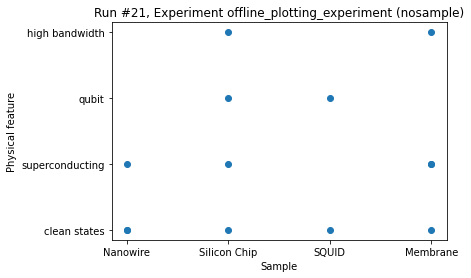 Run #21, Experiment offline_plotting_experiment (nosample)
high bandwidth
qubit
superconducting
clean states
Physical feature
Nanowire Silicon Chip SQUID Membrane
Sample